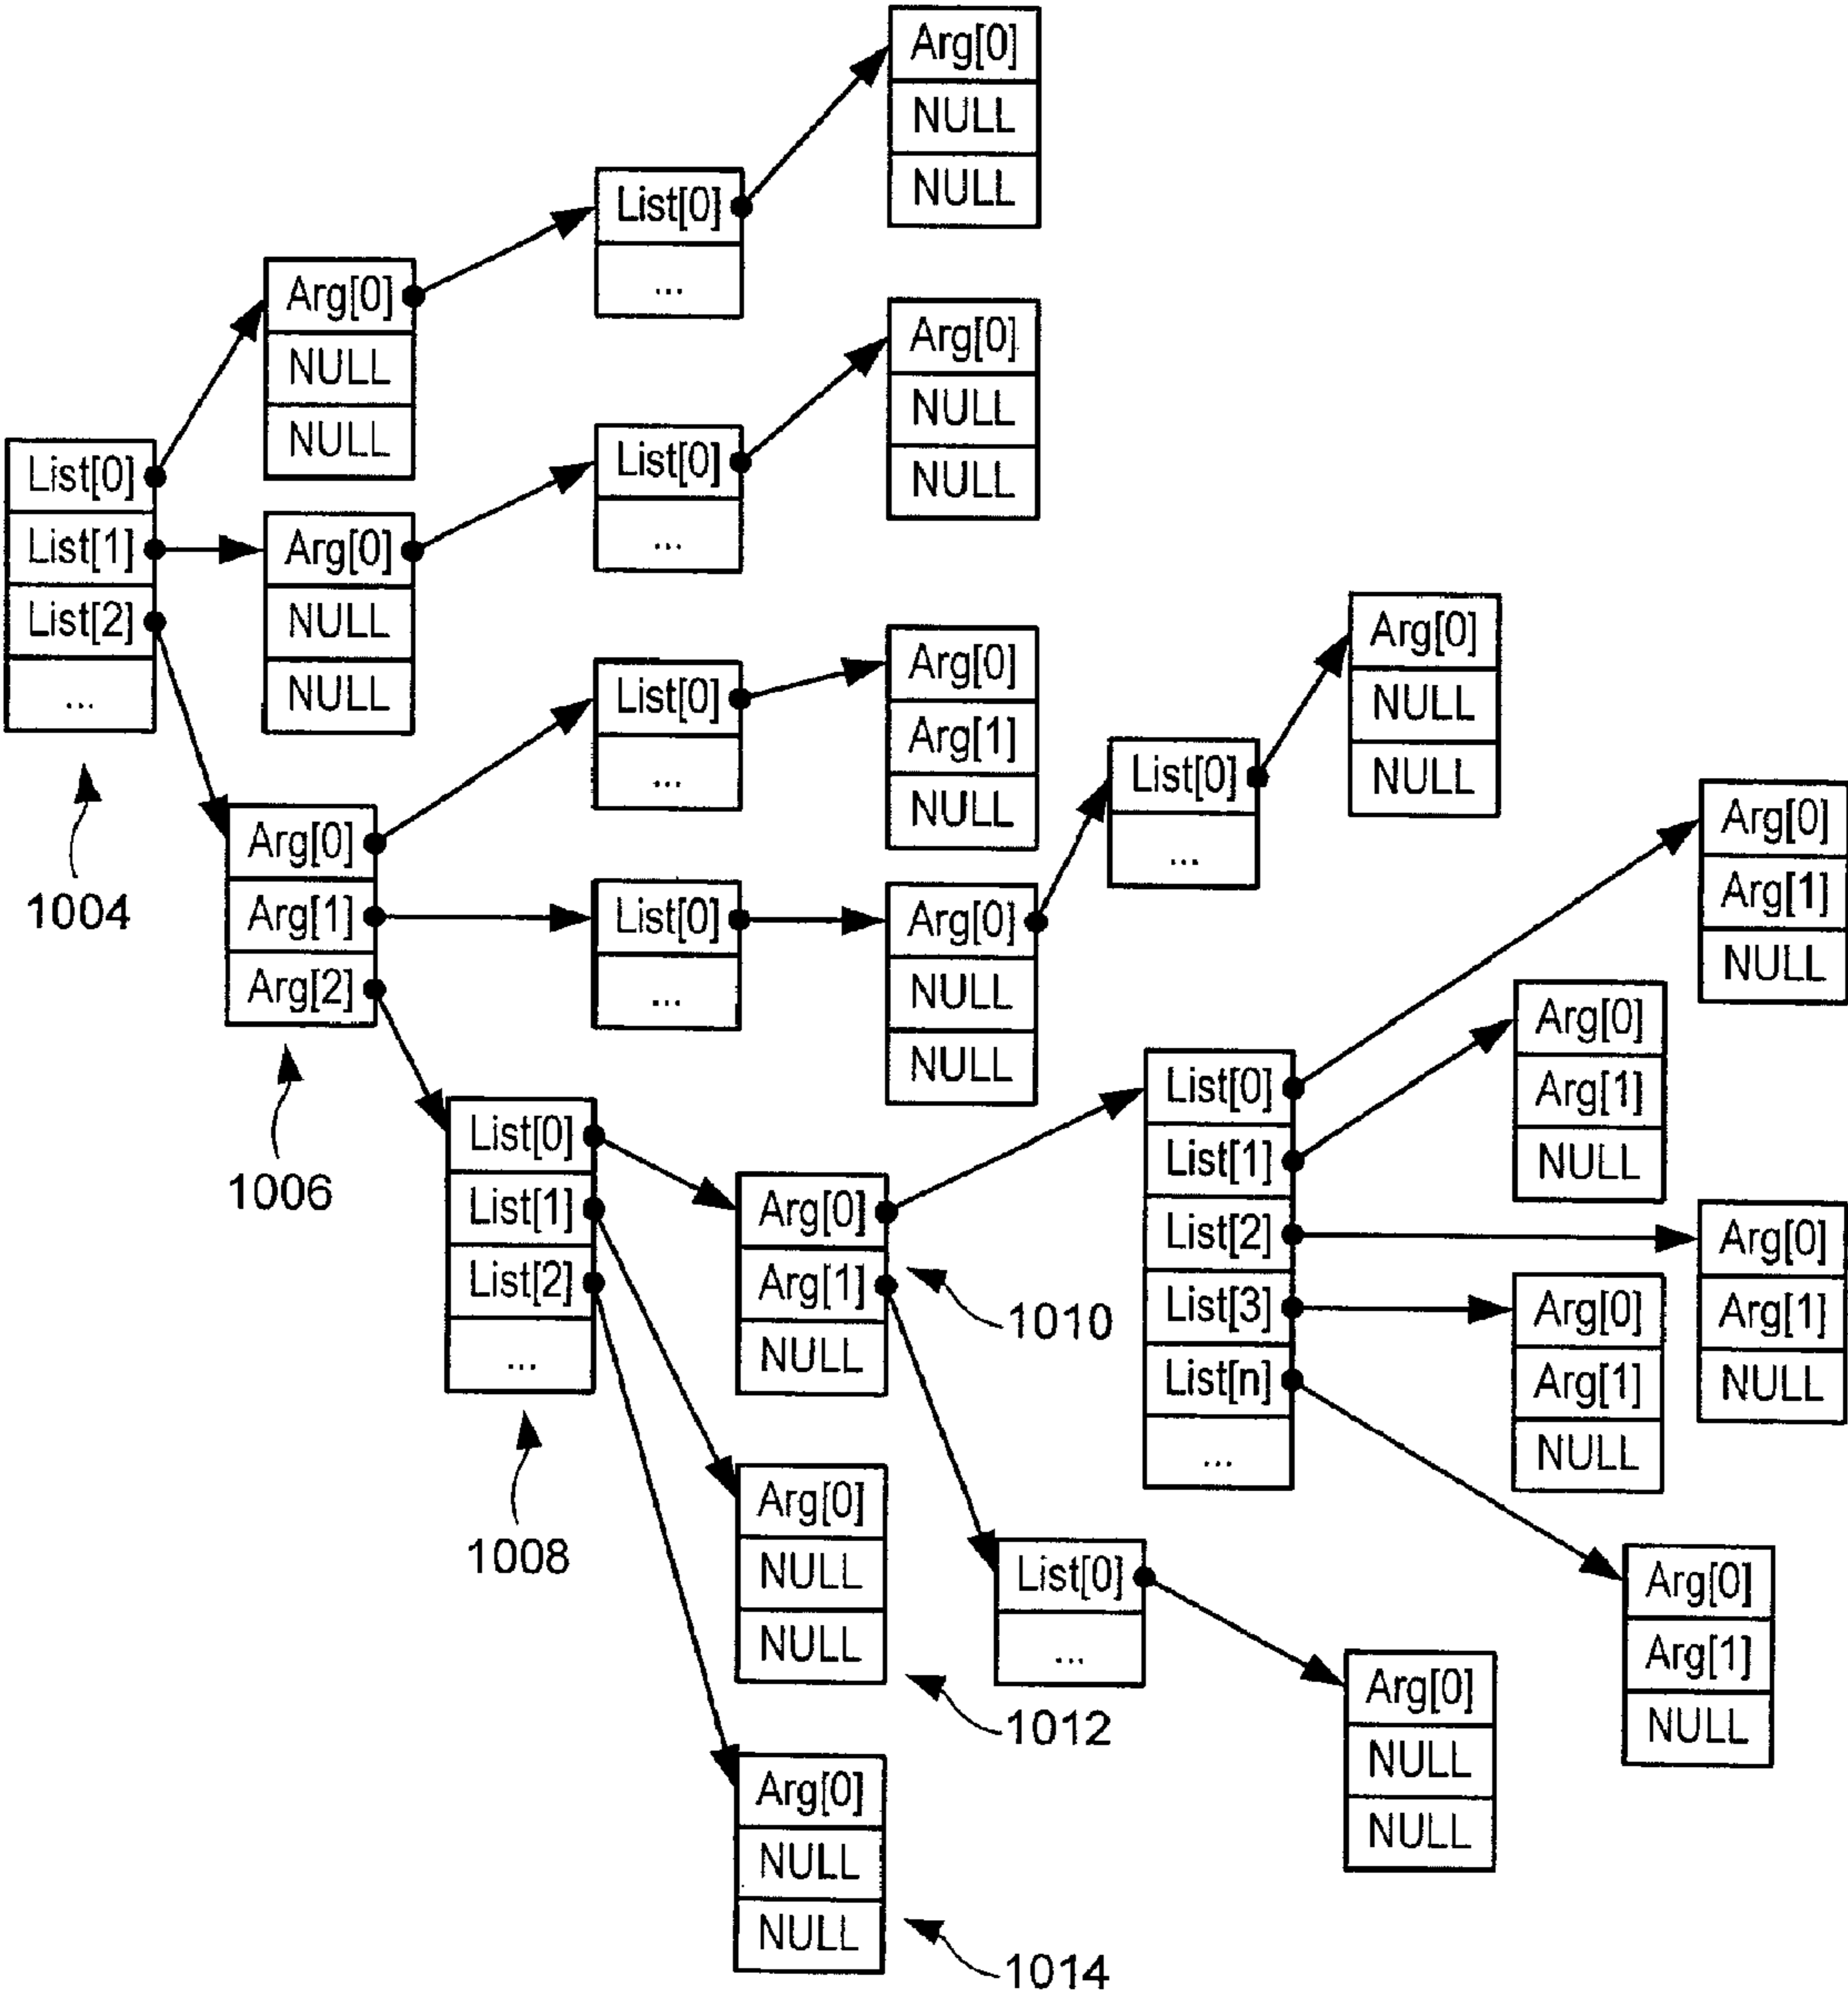 Arg[0]
NULL
NULL
List[0]
...
Arg[0]
NULL
NULL
Arg[0]
NULL
NULL
List[0]
...
List[0]
List[1]
List[2]
...
1004
Arg[0]
NULL
NULL
Arg[0]
Arg[1]
NULL
List[0]
...
Arg[0]
NULL
NULL
List[0]
...
Arg[0]
Arg[1]
Arg[2]
1006
List[0]
...
Arg[0]
NULL
NULL
Arg[0]
Arg[1]
NULL
Arg[0]
Arg[1]
NULL
List[0]
List[1]
List[2]
List[3]
List[n]
...
List[0]
List[1]
List[2]
...
1008
Arg[0]
Arg[1]
NULL
1010
Arg[0]
Arg[1]
NULL
Arg[0]
Arg[1]
NULL
Arg[0]
NULL
NULL
1012
List[0]
...
Arg[0]
Arg[1]
NULL
Arg[0]
NULL
NULL
Arg[0]
NULL
NULL
1014